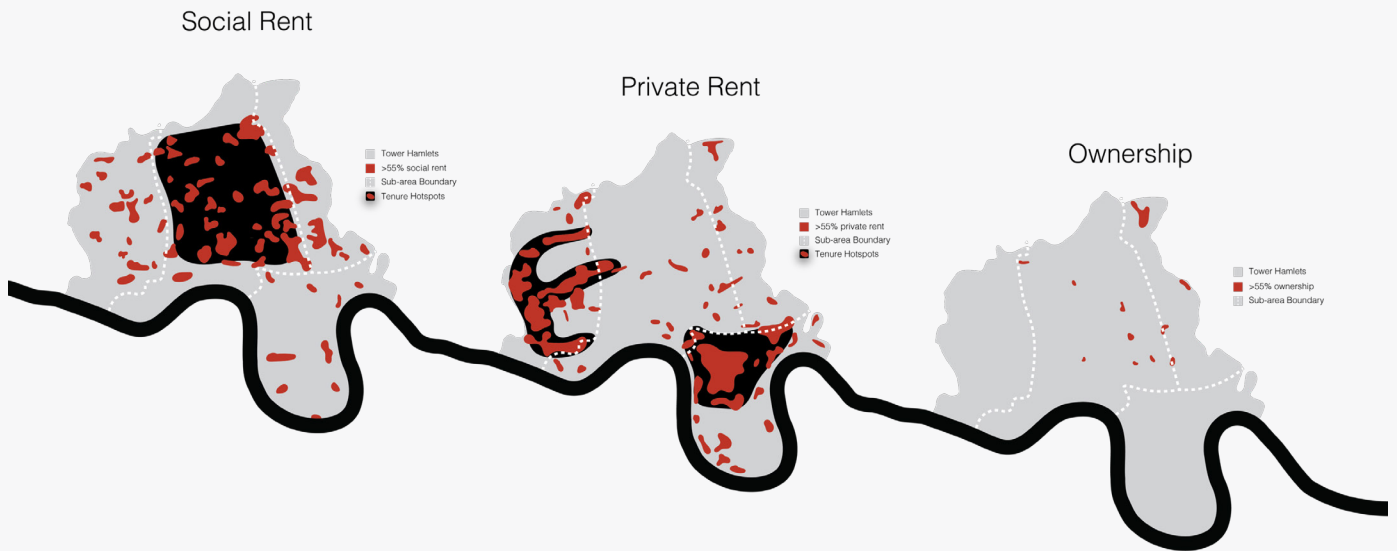 Social Rent
Tower Hamlets
>55% social rent
Sub-area Boundary
Tenure Hotspots
Private Rent
Tower Hamlets
>55% private rent
Sub-area Boundary
Tenure Hotspots
Ownership
Tower Hamlets
>55% ownership
Sub-area Boundary